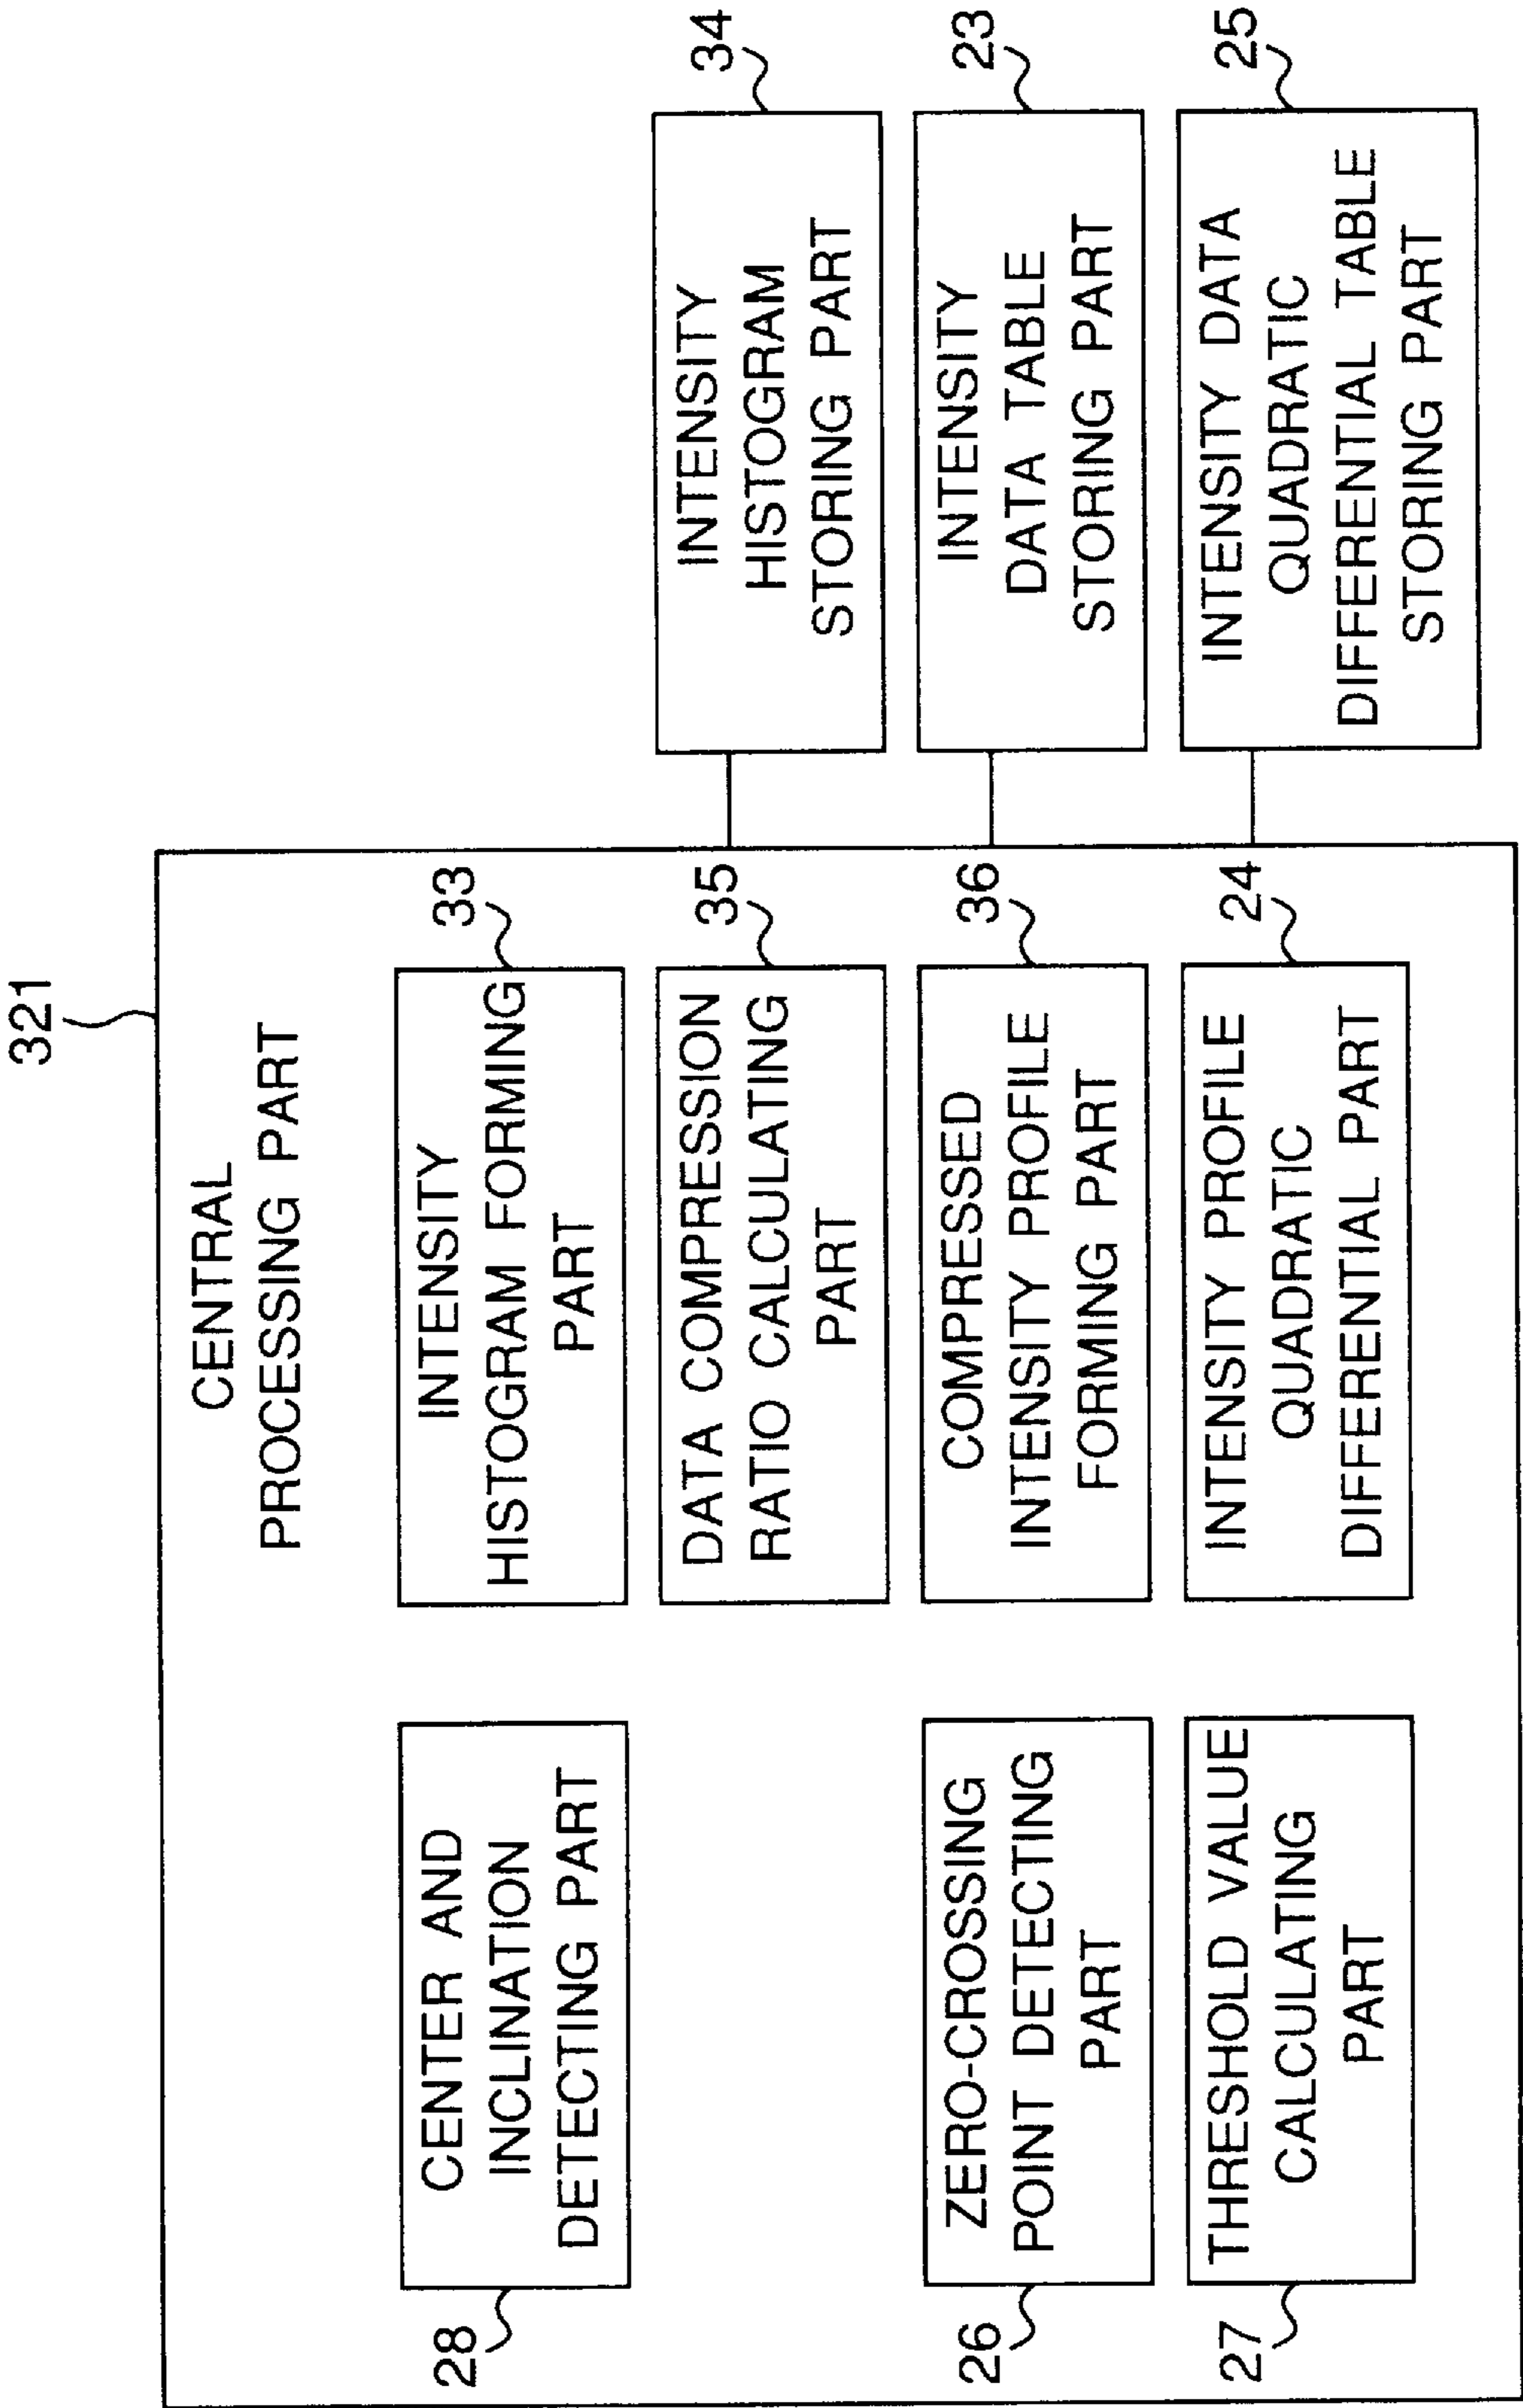 321
CENTRAL
PROCESSING PART
28
CENTER AND
INCLINATION
DETECTING PART
33
INTENSITY
HISTOGRAM FORMING
PART
35
DATA COMPRESSION
RATIO CALCULATING
PART
34
INTENSITY
HISTOGRAM
STORING PART
26
ZERO-CROSSING
POINT DETECTING
PART
36
COMPRESSED
INTENSITY PROFILE
FORMING PART
23
INTENSITY
DATA TABLE
STORING PART
27
THRESHOLD VALUE
CALCULATING
PART
24
INTENSITY PROFILE
QUADRATIC
DIFFERENTIAL PART
25
INTENSITY DATA
QUADRATIC
DIFFERENTIAL TABLE
STORING PART